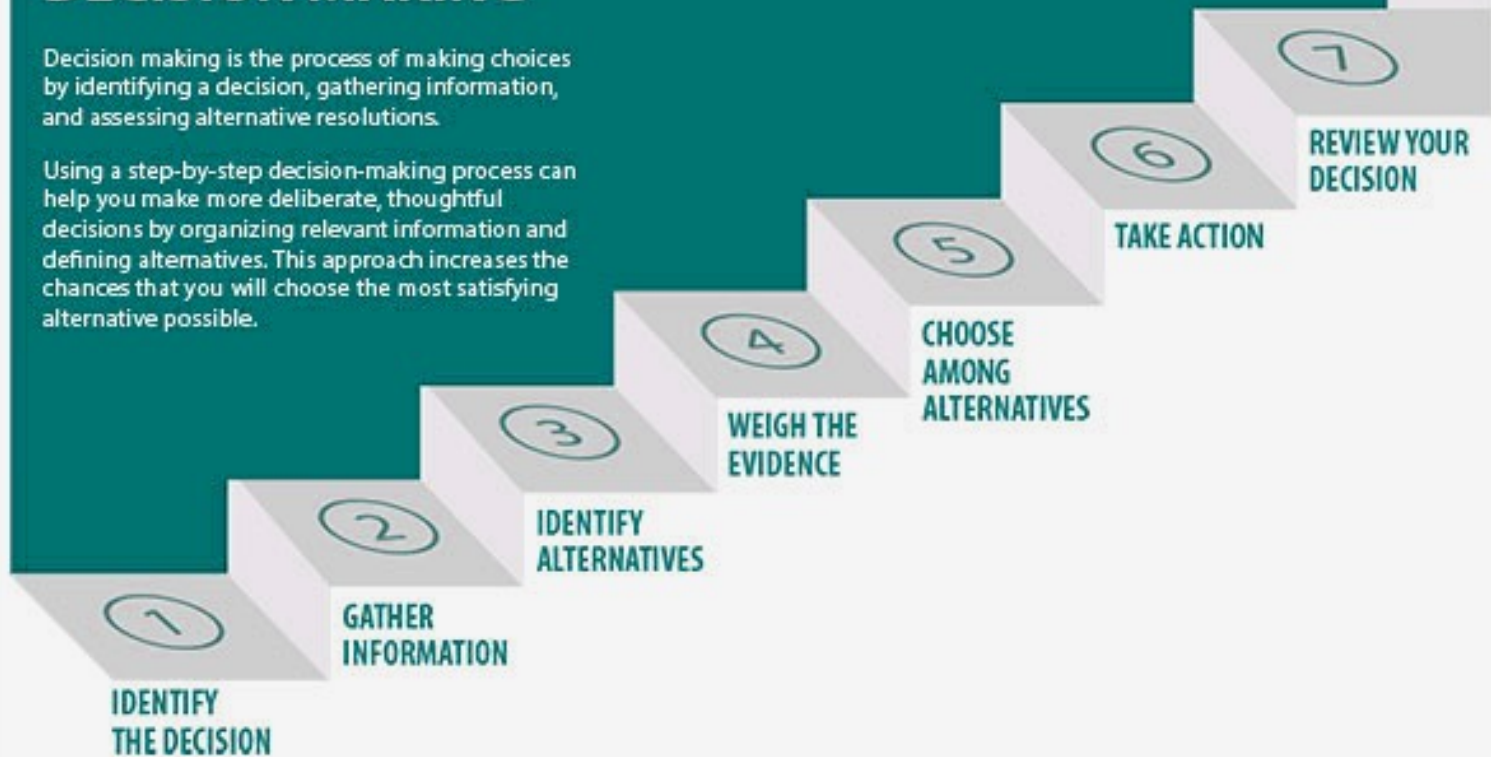 Decision making is the process of making choices
by identifying a decision, gathering information,
and assessing alternative resolutions.
Using a step-by-step decision-making process can
help you make more deliberate, thoughtful
decisions by organizing relevant information and
defining alternatives. This approach increases the
chances that you will choose the most satisfying
alternative possible.
1
IDENTIFY
THE DECISION
2
GATHER
INFORMATION
3
IDENTIFY
ALTERNATIVES
4
WEIGH THE
EVIDENCE
5
CHOOSE
AMONG
ALTERNATIVES
6
TAKE ACTION
7
REVIEW YOUR
DECISION